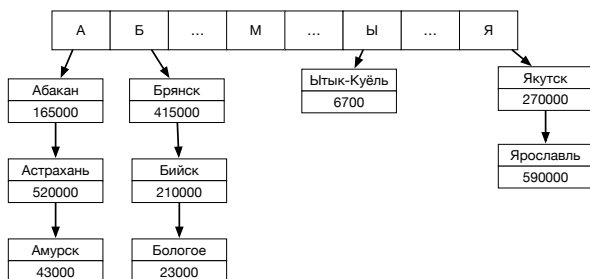 А Б ... М ... Ы ... Я
Абакан
165000
Астрахань
520000
Амурск
43000
Брянск
415000
Бийск
210000
Бологое
23000
Ытык-Куёль
6700
Якутск
270000
Ярославль
590000